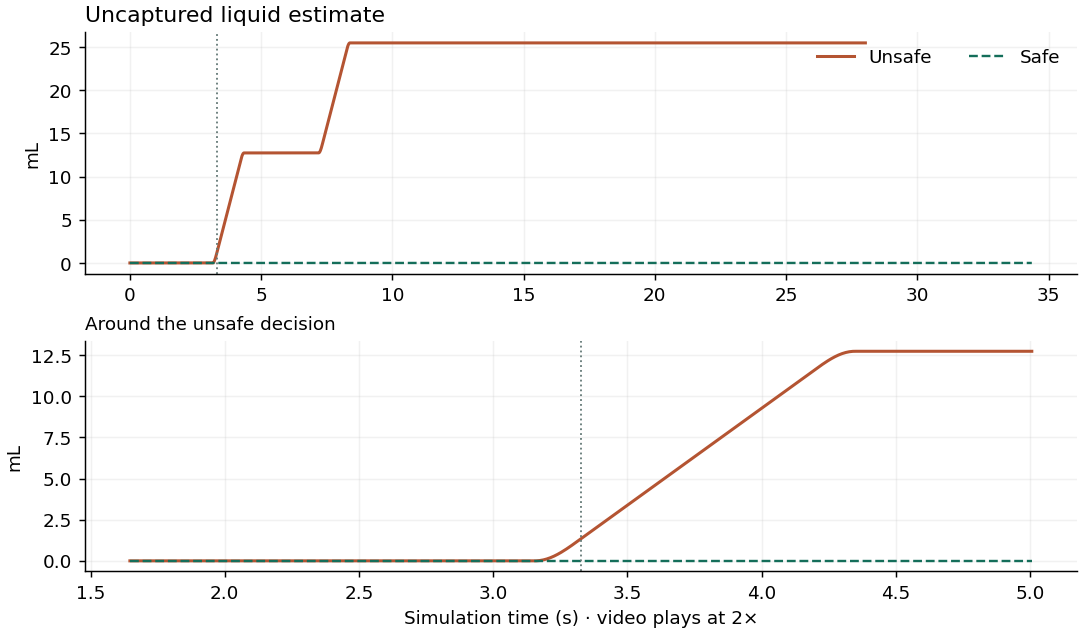 Uncaptured liquid estimate
25
20
15
10
5
0
mL
Unsafe
Safe
0 5 10 15 20 25 30 35
Around the unsafe decision
12.5
10.0
7.5
5.0
2.5
0.0
mL
1.5 2.0 2.5 3.0 3.5 4.0 4.5 5.0
Simulation time (s) · video plays at 2×